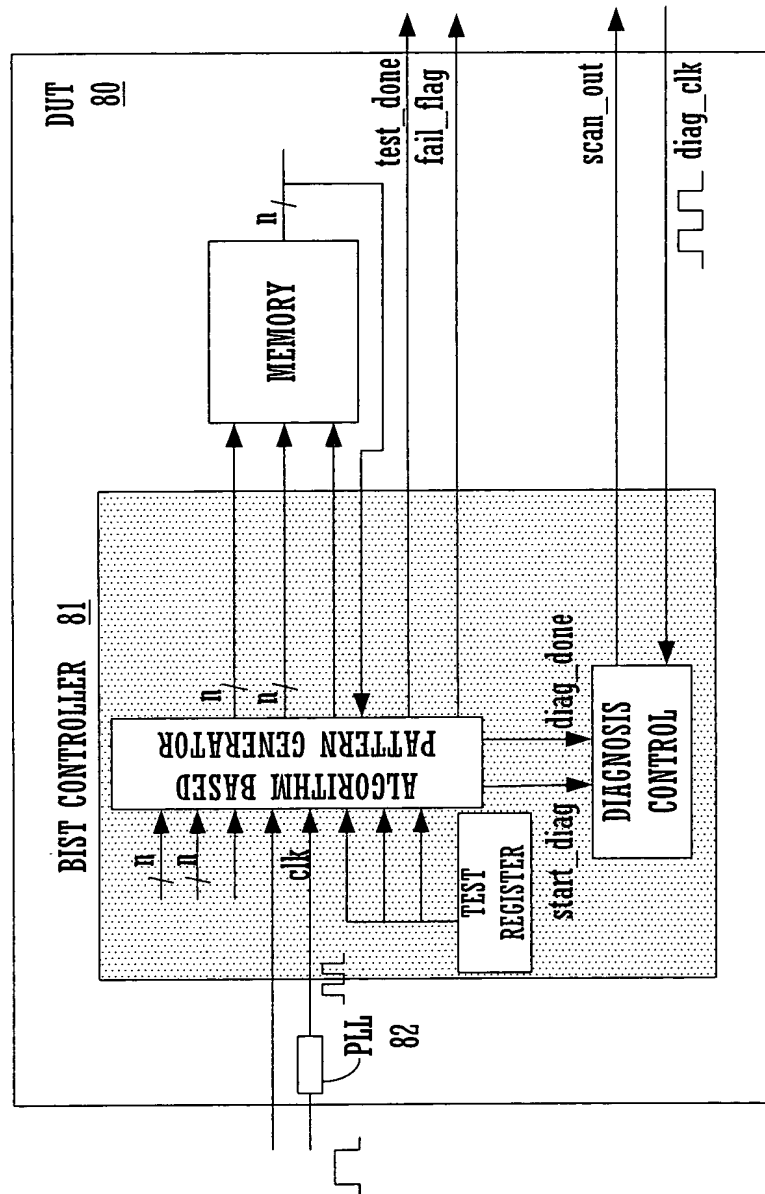 DUT
80
BIST CONTROLLER 81
MEMORY
n
n
n
n
n
ALGORITHM BASED
PATTERN GENERATOR
clk
PLL
82
TEST
REGISTER
start_diag
diag_done
DIAGNOSIS
CONTROL
test_done
fail_flag
scan_out
diag_clk